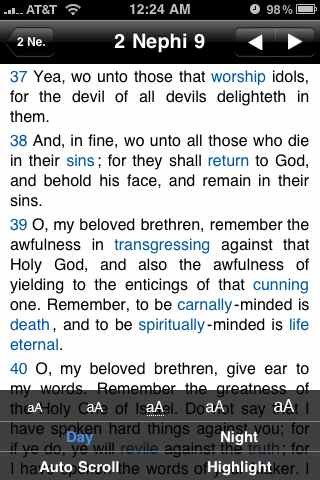 AT&T 12:24 AM 98%
2 Ne. 2 Nephi 9
37 Yea, wo unto those that worship idols,
for the devil of all devils delighteth in
them.
38 And, in fine, wo unto all those who die
in their sins; for they shall return to God,
and behold his face, and remain in their
sins.
39 O, my beloved brethren, remember the
awfulness in transgressing against that
Holy God, and also the awfulness of
yielding to the enticings of that cunning
one. Remember, to be carnally-minded is
death, and to be spiritually-minded is life
eternal.
40 O, my beloved brethren, give ear to
my words. Remember the greatness of
the Holy One of Israel. Do not say that I
have spoken hard things against you; for
if ye do, ye will revile against the truth; for
I have spoken the words of your Maker. I
aA aA aA aA aA
Day Night
Auto Scroll Highlight